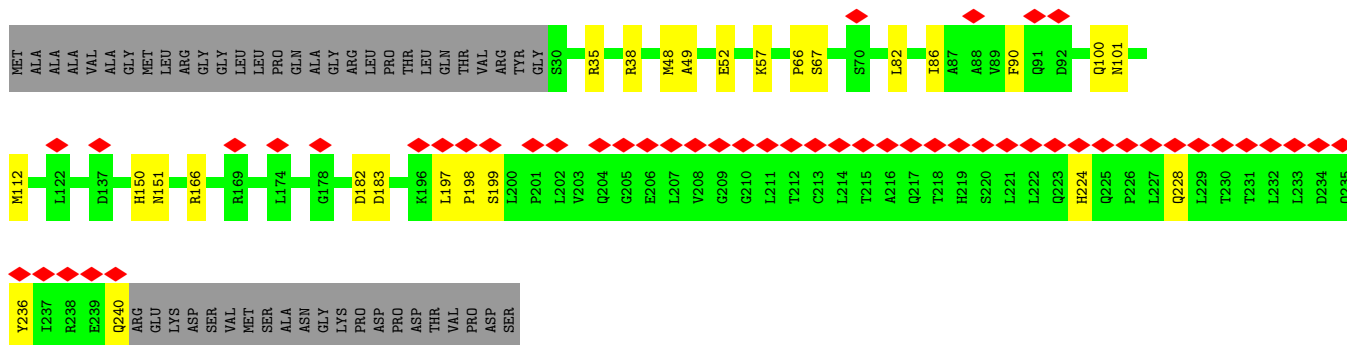 MET ALA ALA ALA VAL ALA GLY MET LEU ARG GLY GLY LEU LEU PRO GLN ALA GLY ARG LEU PRO THR LEU GLN THR VAL ARG TYR GLY S30 R35 R38 M48 A49 E52 K57 P66 S67 S70 L82 I86 A87 A88 V89 F90 Q91 D92 Q100 N101
M112 L122 D137 H150 N151 R166 R169 L174 G178 D182 D183 K196 L197 P198 S199 L200 P201 L202 V203 Q204 G205 E206 L207 V208 G209 G210 L211 T212 C213 L214 T215 A216 Q217 T218 H219 S220 L221 L222 Q223 H224 Q225 P226 L227 Q228 L229 T230 T231 L232 L233 D234 Q235
Y236 I237 R238 E239 Q240 ARG GLU LYS ASP SER VAL MET SER ALA ASN GLY LYS PRO ASP PRO ASP THR VAL PRO ASP SER